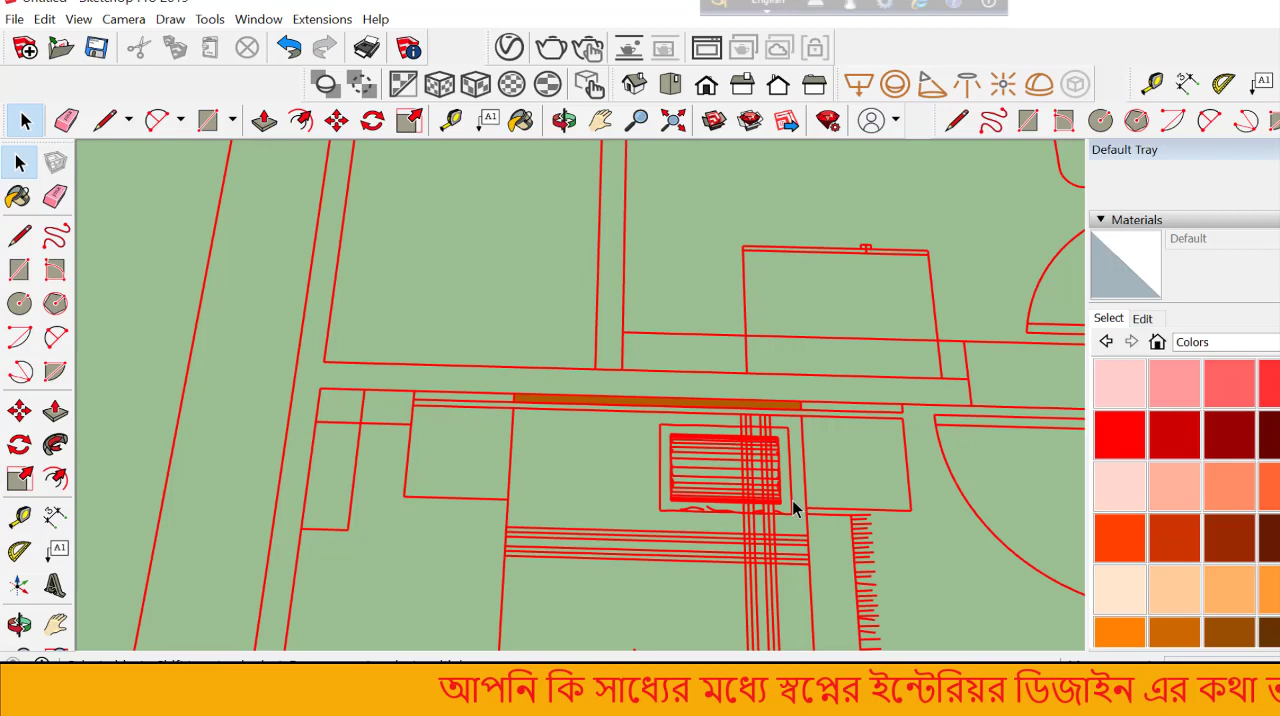 File Edit View Camera Draw Tools Window Extensions Help
English
Default Tray
Materials
Default
Select Edit
Colors
আপনি কি সাধ্যের মধ্যে স্বপ্নের ইন্টেরিয়র ডিজাইন এর কথা